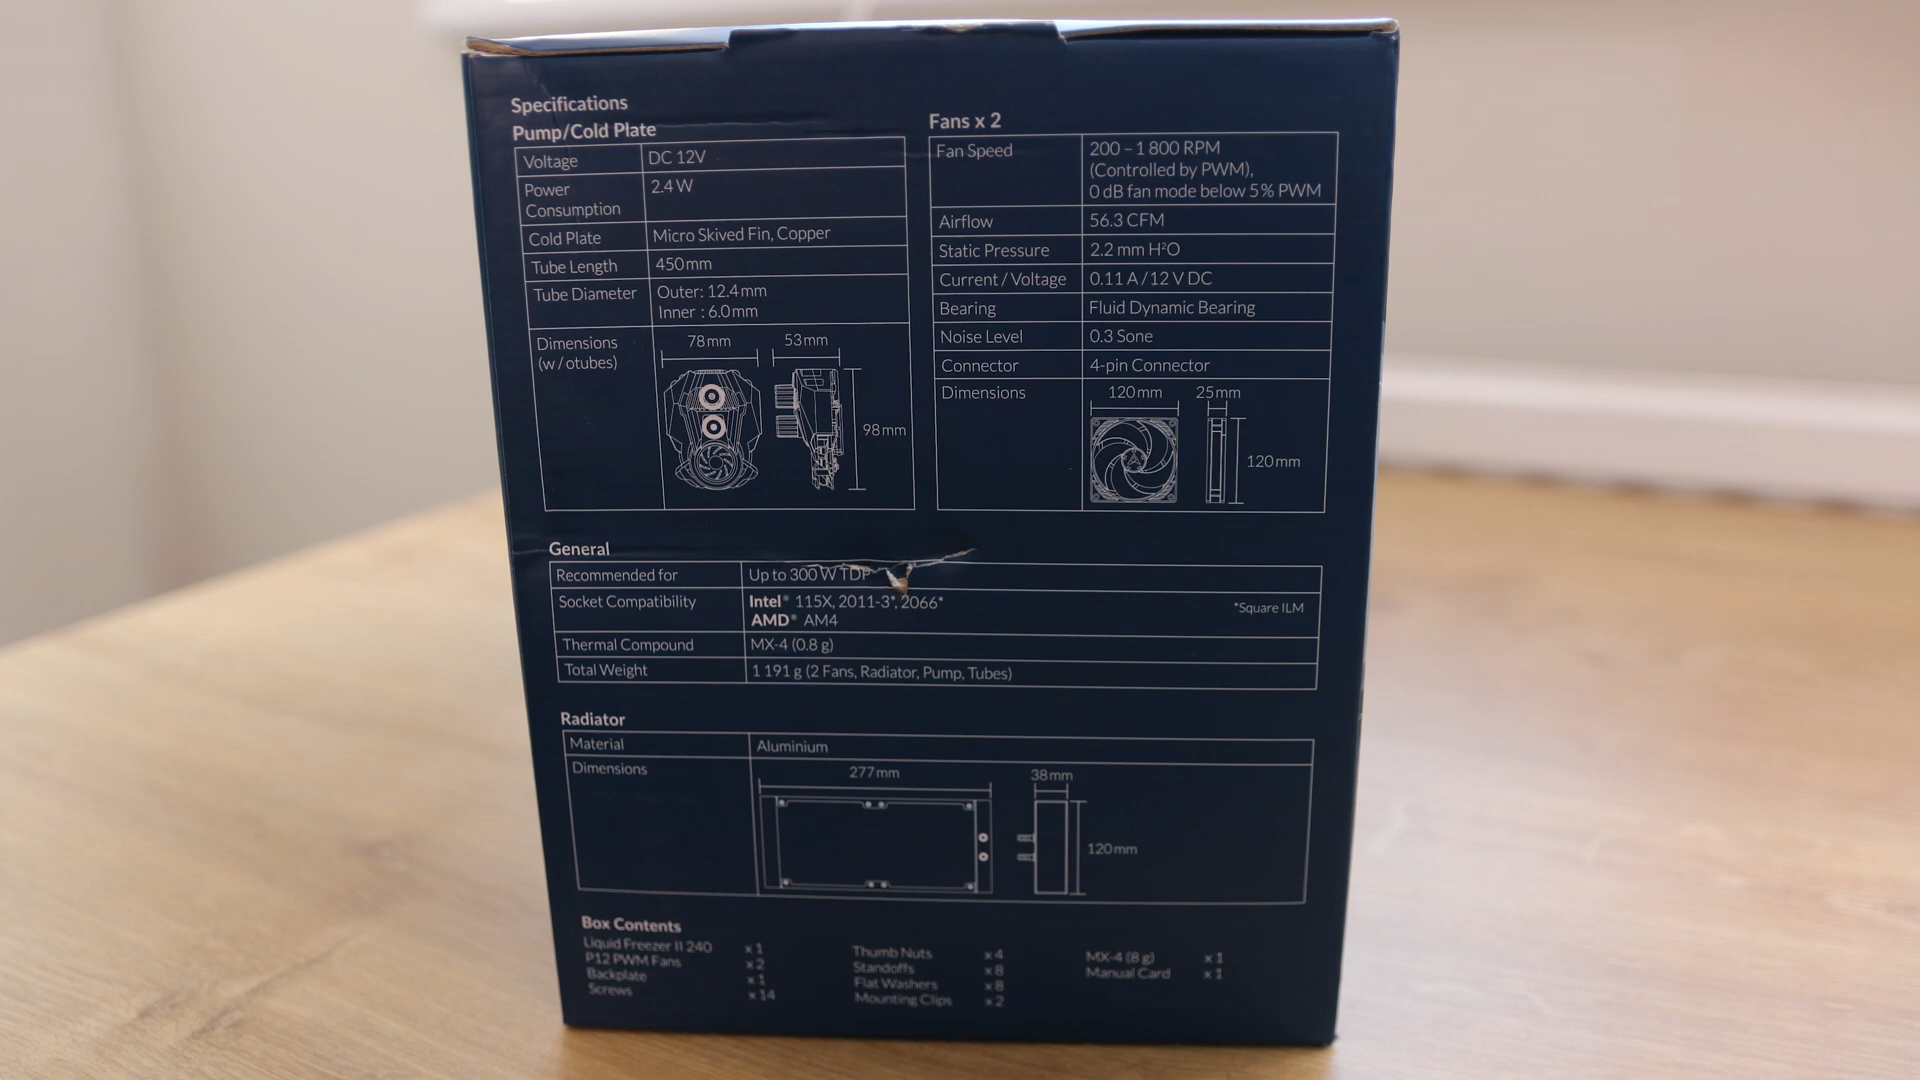 Specifications
Pump/Cold Plate
Voltage DC 12V
Power Consumption 2.4 W
Cold Plate Micro Skived Fin, Copper
Tube Length 450mm
Tube Diameter Outer: 12.4mm
Inner : 6.0mm
Dimensions
(w/otubes)
78mm 53mm
98mm
Fans x 2
Fan Speed 200 – 1 800 RPM
(Controlled by PWM),
0 dB fan mode below 5% PWM
Airflow 56.3 CFM
Static Pressure 2.2 mm H²O
Current / Voltage 0.11 A / 12 V DC
Bearing Fluid Dynamic Bearing
Noise Level 0.3 Sone
Connector 4-pin Connector
Dimensions 120mm 25mm
120mm
General
Recommended for Up to 300 W TDP
Socket Compatibility Intel® 115X, 2011-3*, 2066* *Square ILM
AMD® AM4
Thermal Compound MX-4 (0.8 g)
Total Weight 1 191 g (2 Fans, Radiator, Pump, Tubes)
Radiator
Material Aluminium
Dimensions 277mm 38mm
120mm
Box Contents
Liquid Freezer II 240 x 1
P12 PWM Fans x 2
Backplate x 1
Screws x 14
Thumb Nuts x 4
Standoffs x 8
Flat Washers x 8
Mounting Clips x 2
MX-4 (8 g) x 1
Manual Card x 1